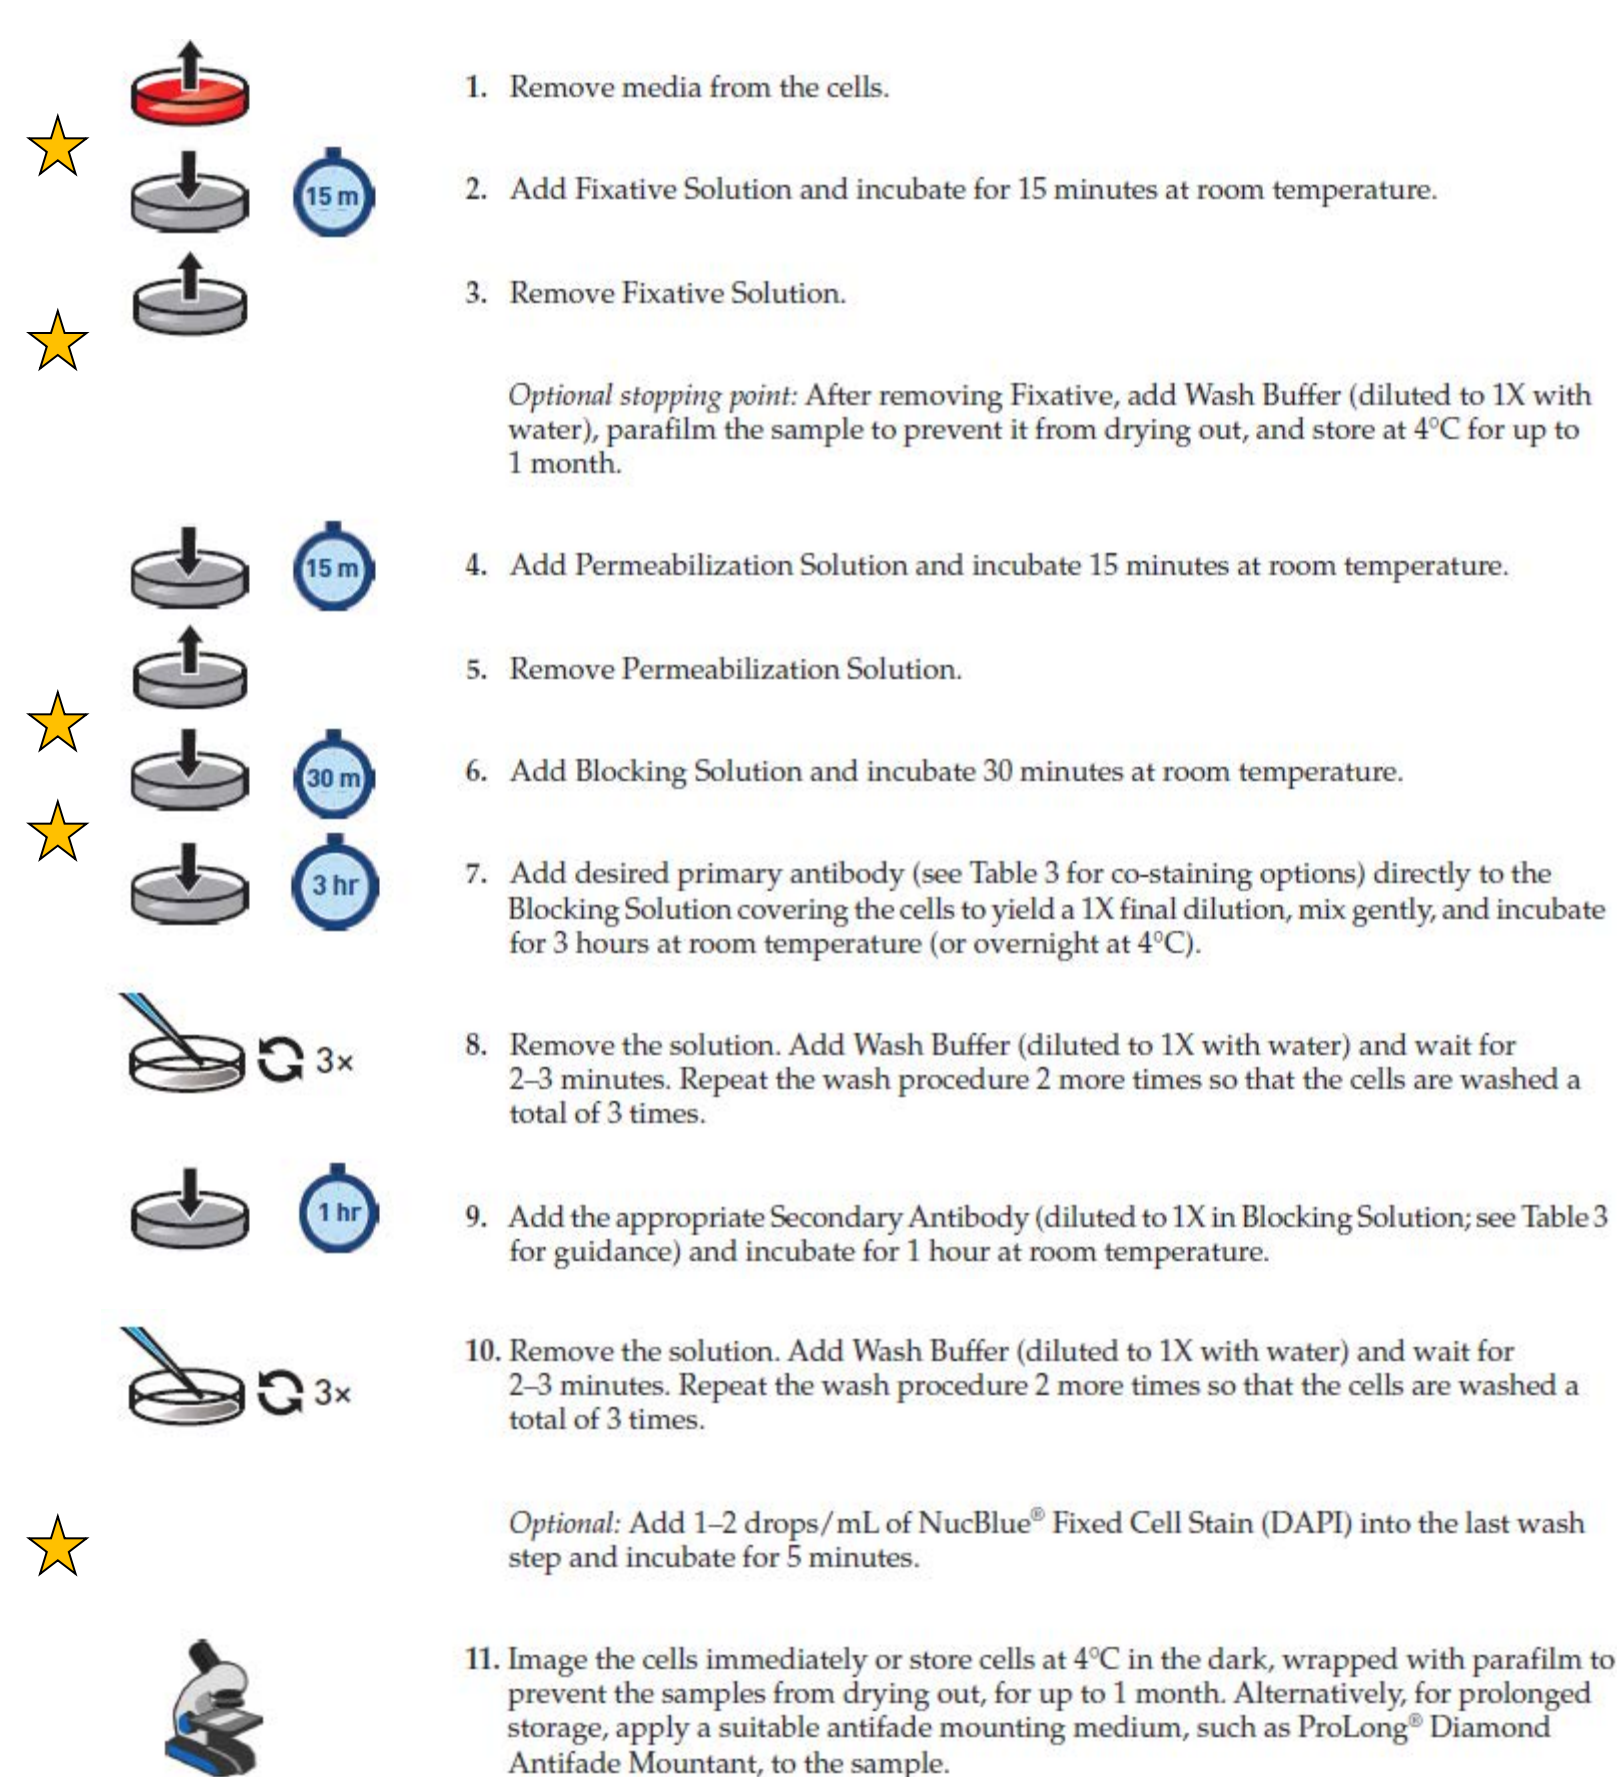 1. Remove media from the cells.
15 m
2. Add Fixative Solution and incubate for 15 minutes at room temperature.
3. Remove Fixative Solution.
Optional stopping point: After removing Fixative, add Wash Buffer (diluted to 1X with
water), parafilm the sample to prevent it from drying out, and store at 4°C for up to
1 month.
15 m
4. Add Permeabilization Solution and incubate 15 minutes at room temperature.
5. Remove Permeabilization Solution.
30 m
6. Add Blocking Solution and incubate 30 minutes at room temperature.
3 hr
7. Add desired primary antibody (see Table 3 for co-staining options) directly to the
Blocking Solution covering the cells to yield a 1X final dilution, mix gently, and incubate
for 3 hours at room temperature (or overnight at 4°C).
3×
8. Remove the solution. Add Wash Buffer (diluted to 1X with water) and wait for
2–3 minutes. Repeat the wash procedure 2 more times so that the cells are washed a
total of 3 times.
1 hr
9. Add the appropriate Secondary Antibody (diluted to 1X in Blocking Solution; see Table 3
for guidance) and incubate for 1 hour at room temperature.
3×
10. Remove the solution. Add Wash Buffer (diluted to 1X with water) and wait for
2–3 minutes. Repeat the wash procedure 2 more times so that the cells are washed a
total of 3 times.
Optional: Add 1–2 drops/mL of NucBlue® Fixed Cell Stain (DAPI) into the last wash
step and incubate for 5 minutes.
11. Image the cells immediately or store cells at 4°C in the dark, wrapped with parafilm to
prevent the samples from drying out, for up to 1 month. Alternatively, for prolonged
storage, apply a suitable antifade mounting medium, such as ProLong® Diamond
Antifade Mountant, to the sample.